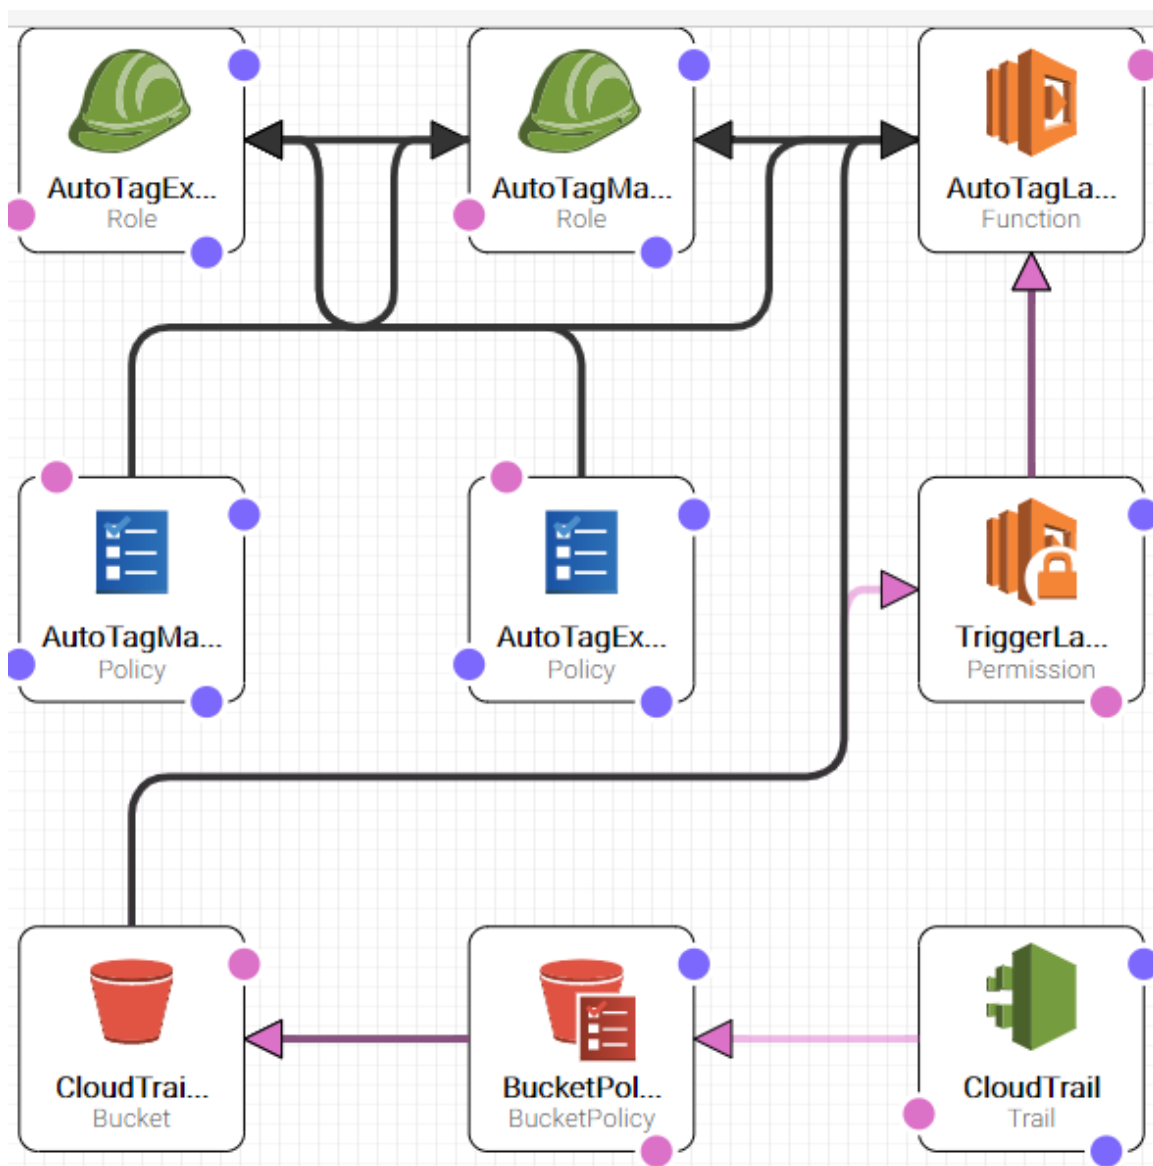 AutoTagEx...
Role
AutoTagMa...
Role
AutoTagLa...
Function
AutoTagMa...
Policy
AutoTagEx...
Policy
TriggerLa...
Permission
CloudTrai...
Bucket
BucketPol...
BucketPolicy
CloudTrail
Trail